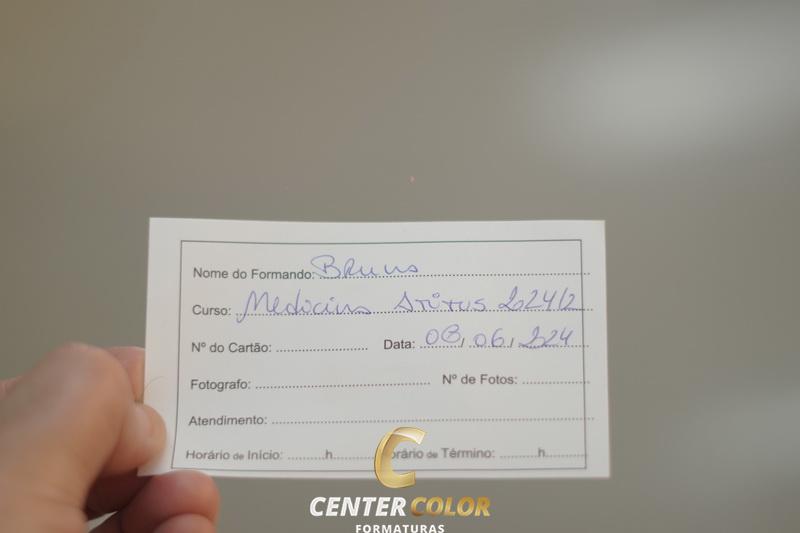 Nome do Formando: Bruno
Curso: Medicina Atitus 2024/2
Nº do Cartão: Data: 08/06/2024
Fotografo: Nº de Fotos:
Atendimento:
Horário de Início: h Horário de Término: h
CENTER COLOR
FORMATURAS